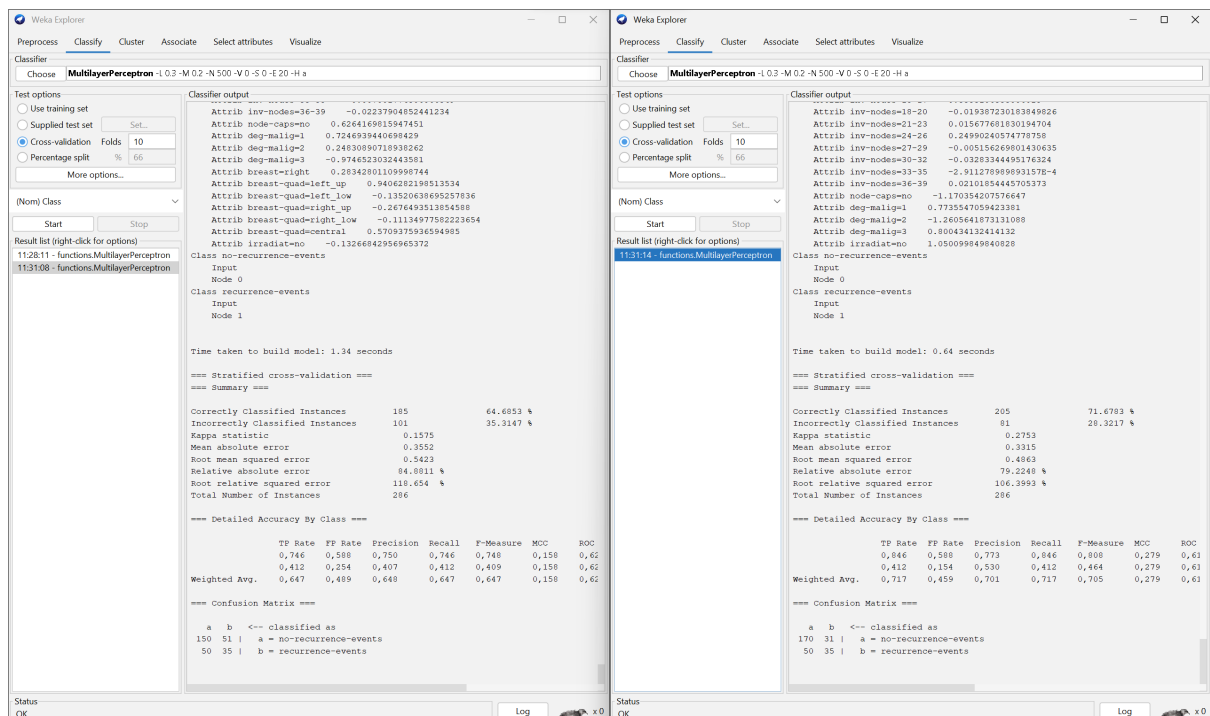 Weka Explorer
Preprocess Classify Cluster Associate Select attributes Visualize
Classifier
Choose MultilayerPerceptron -L 0.3 -M 0.2 -N 500 -V 0 -S 0 -E 20 -H a
Test options
Use training set
Supplied test set Set...
Cross-validation Folds 10
Percentage split % 66
More options...
(Nom) Class
Start Stop
Result list (right-click for options)
11:28:11 - functions.MultilayerPerceptron
11:31:08 - functions.MultilayerPerceptron
Classifier output
Attrib inv-nodes=36-39 -0.02237904852441234
Attrib node-caps=no 0.6264169815947451
Attrib deg-malig=1 0.7246939440698429
Attrib deg-malig=2 0.24830890718938262
Attrib deg-malig=3 -0.9746523032443581
Attrib breast=right 0.28342801109998744
Attrib breast-quad=left_up 0.9406282198513534
Attrib breast-quad=left_low -0.13520638695257836
Attrib breast-quad=right_up -0.2676493513854588
Attrib breast-quad=right_low -0.11134977582223654
Attrib breast-quad=central 0.5709375936594985
Attrib irradiat=no -0.13266842956965372
Class no-recurrence-events
Input
Node 0
Class recurrence-events
Input
Node 1
Time taken to build model: 1.34 seconds
=== Stratified cross-validation ===
=== Summary ===
Correctly Classified Instances 185 64.6853 %
Incorrectly Classified Instances 101 35.3147 %
Kappa statistic 0.1575
Mean absolute error 0.3552
Root mean squared error 0.5423
Relative absolute error 84.8811 %
Root relative squared error 118.654 %
Total Number of Instances 286
=== Detailed Accuracy By Class ===
TP Rate FP Rate Precision Recall F-Measure MCC ROC
0,746 0,588 0,750 0,746 0,748 0,158 0,62
0,412 0,254 0,407 0,412 0,409 0,158 0,62
Weighted Avg. 0,647 0,489 0,648 0,647 0,647 0,158 0,62
=== Confusion Matrix ===
a b <-- classified as
150 51 | a = no-recurrence-events
50 35 | b = recurrence-events
Status
OK
Log x 0
Weka Explorer
Preprocess Classify Cluster Associate Select attributes Visualize
Classifier
Choose MultilayerPerceptron -L 0.3 -M 0.2 -N 500 -V 0 -S 0 -E 20 -H a
Test options
Use training set
Supplied test set Set...
Cross-validation Folds 10
Percentage split % 66
More options...
(Nom) Class
Start Stop
Result list (right-click for options)
11:31:14 - functions.MultilayerPerceptron
Classifier output
Attrib inv-nodes=18-20 -0.019387230183849826
Attrib inv-nodes=21-23 0.015677681830194704
Attrib inv-nodes=24-26 0.24990240574778758
Attrib inv-nodes=27-29 -0.005156269801430635
Attrib inv-nodes=30-32 -0.03283344495176324
Attrib inv-nodes=33-35 -2.911278989893157E-4
Attrib inv-nodes=36-39 0.02101854445705373
Attrib node-caps=no -1.170354207576647
Attrib deg-malig=1 0.7735547059423381
Attrib deg-malig=2 -1.2605641873131088
Attrib deg-malig=3 0.800434132414132
Attrib irradiat=no 1.050099849840828
Class no-recurrence-events
Input
Node 0
Class recurrence-events
Input
Node 1
Time taken to build model: 0.64 seconds
=== Stratified cross-validation ===
=== Summary ===
Correctly Classified Instances 205 71.6783 %
Incorrectly Classified Instances 81 28.3217 %
Kappa statistic 0.2753
Mean absolute error 0.3315
Root mean squared error 0.4863
Relative absolute error 79.2248 %
Root relative squared error 106.3993 %
Total Number of Instances 286
=== Detailed Accuracy By Class ===
TP Rate FP Rate Precision Recall F-Measure MCC ROC
0,846 0,588 0,773 0,846 0,808 0,279 0,61
0,412 0,154 0,530 0,412 0,464 0,279 0,61
Weighted Avg. 0,717 0,459 0,701 0,717 0,705 0,279 0,61
=== Confusion Matrix ===
a b <-- classified as
170 31 | a = no-recurrence-events
50 35 | b = recurrence-events
Status
OK
Log x 0